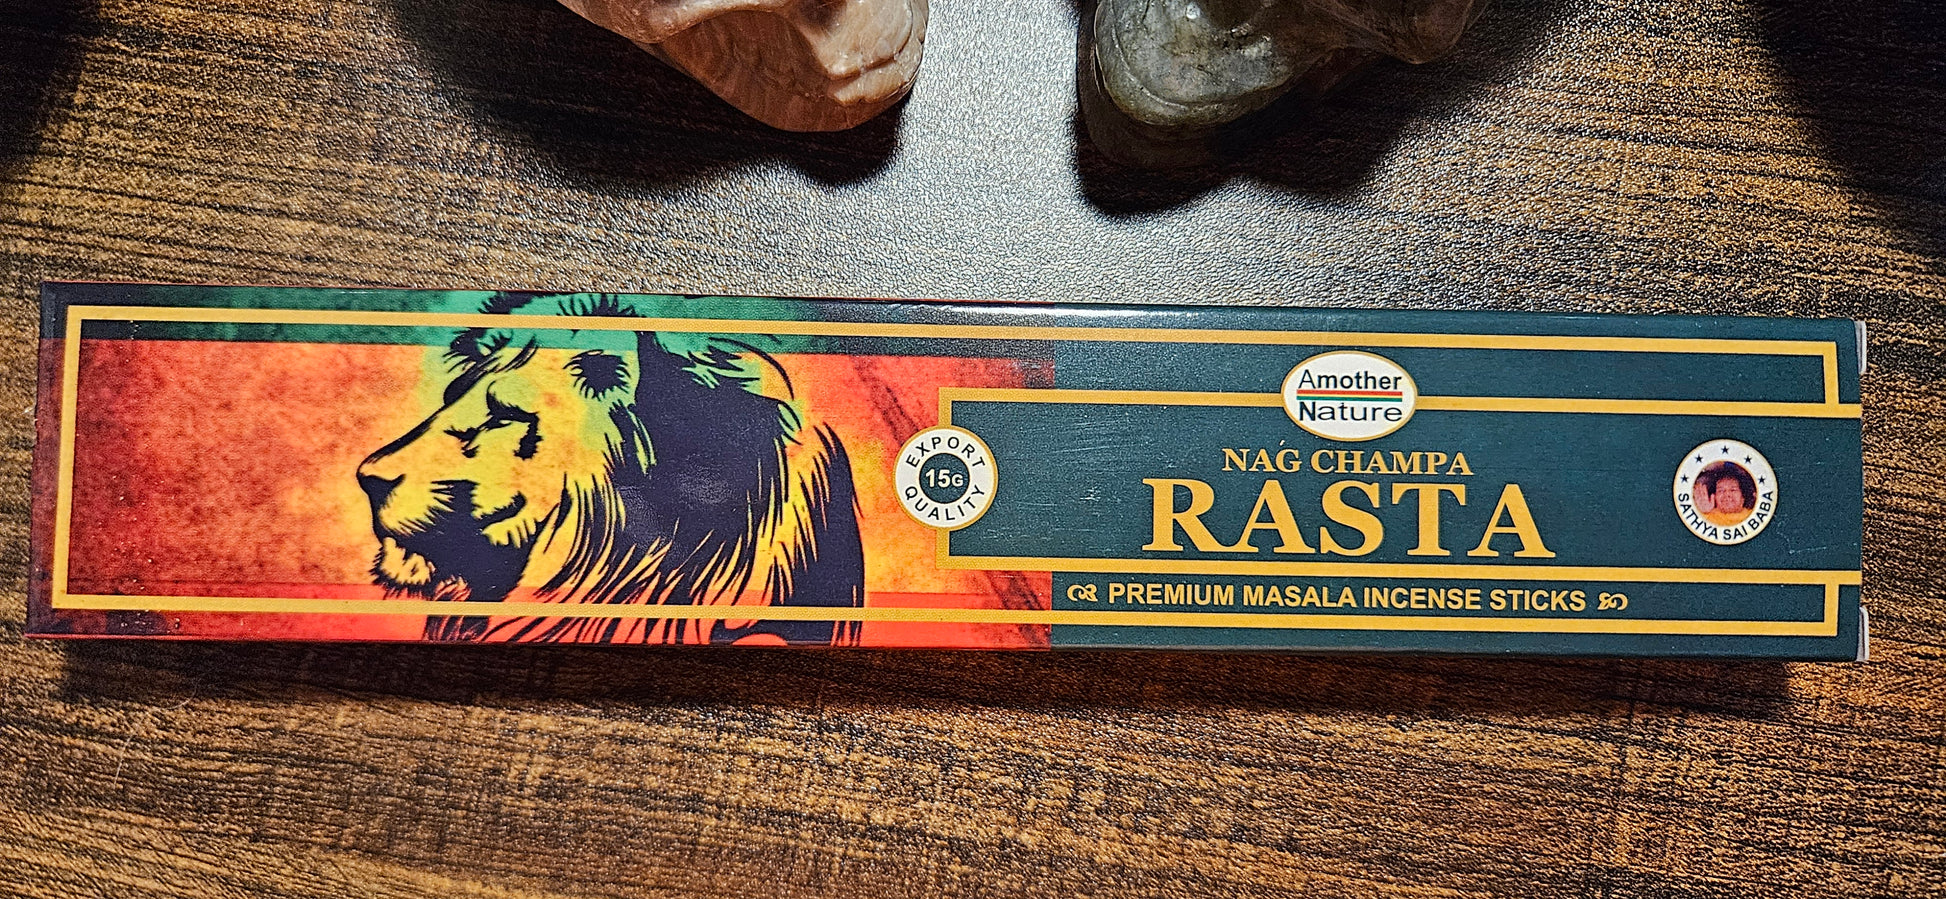 Amother
Nature
NAǴ CHAMPA
RASTA
EXPORT
15G
QUALITY
SATHYA SAI BABA
PREMIUM MASALA INCENSE STICKS